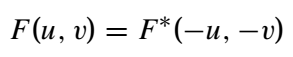 F(u, v) = F*(−u, −v)